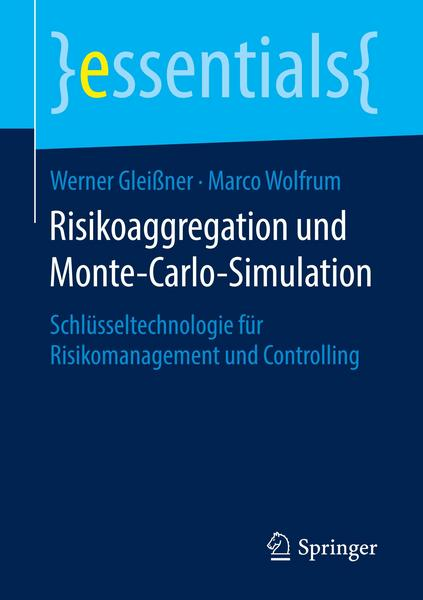 }essentials{
Werner Gleißner · Marco Wolfrum
Risikoaggregation und
Monte-Carlo-Simulation
Schlüsseltechnologie für
Risikomanagement und Controlling
Springer